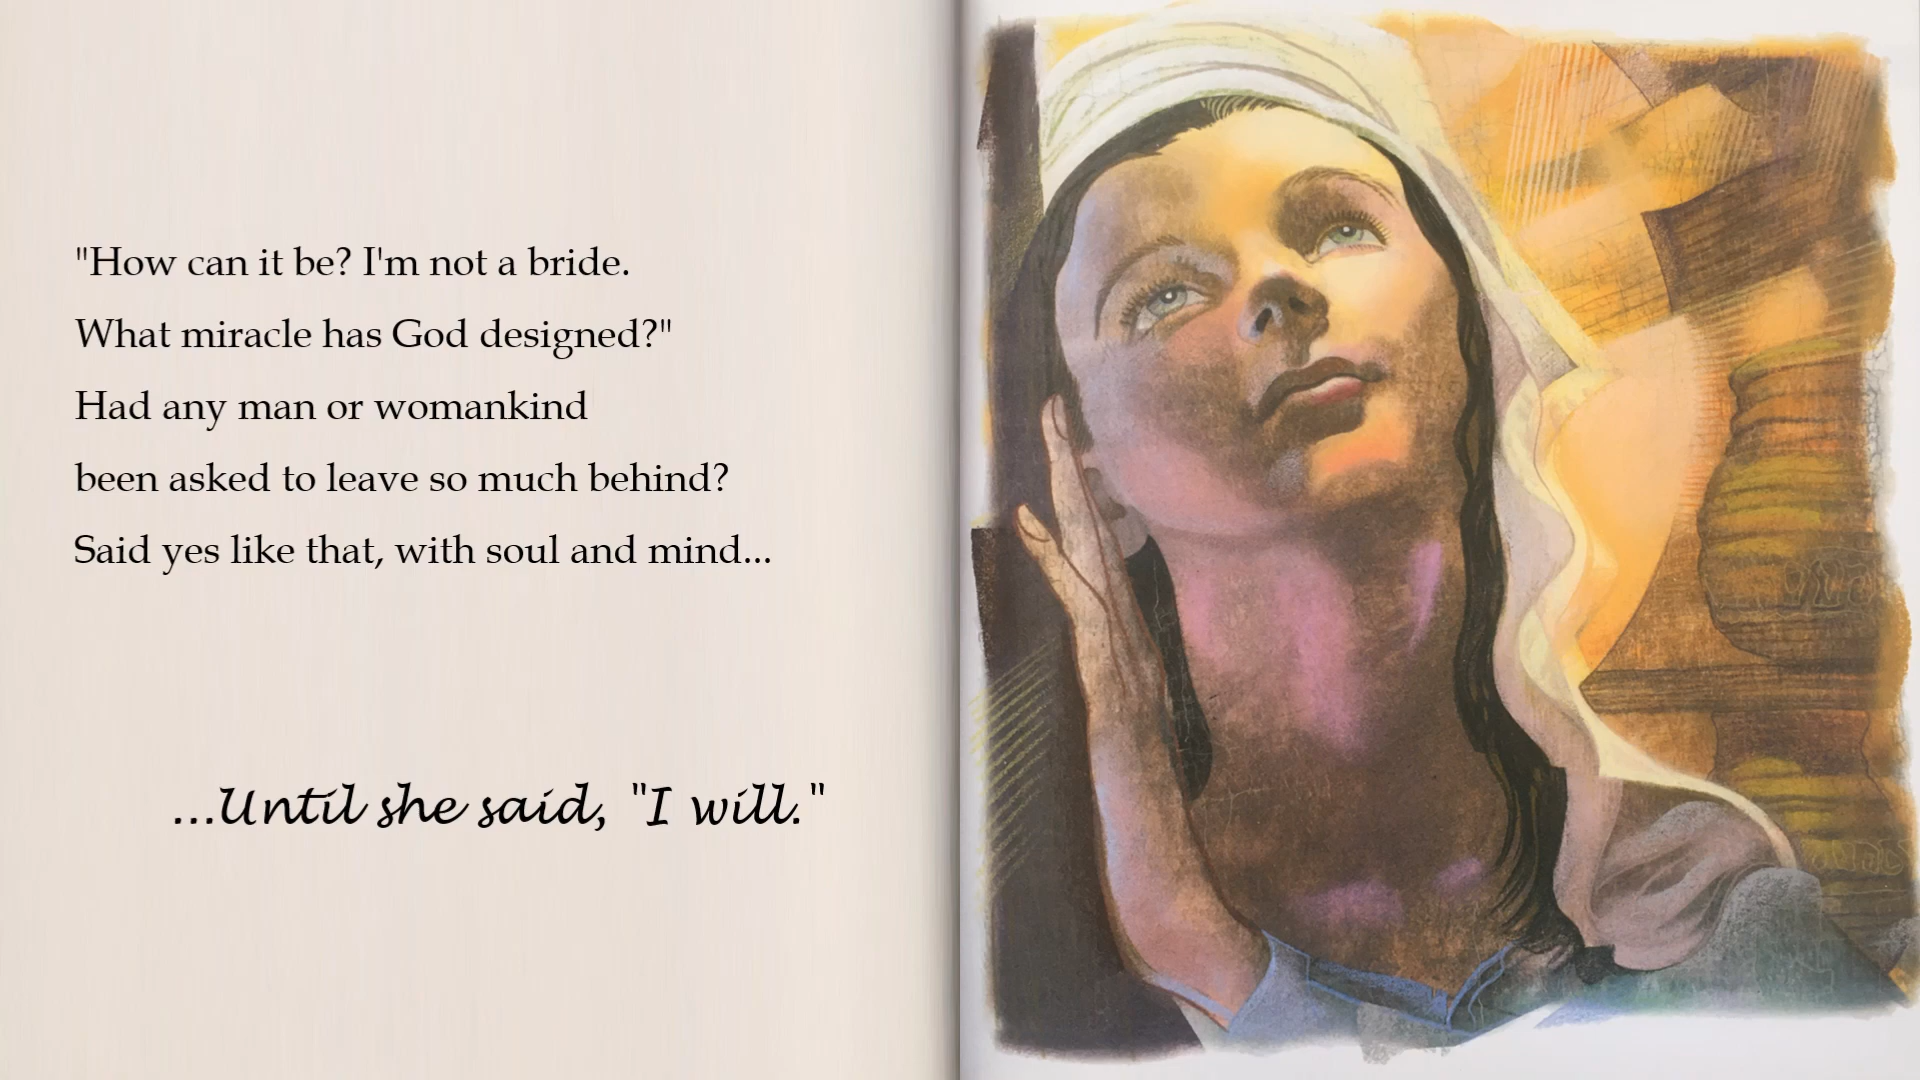 "How can it be? I'm not a bride.
What miracle has God designed?"
Had any man or womankind
been asked to leave so much behind?
Said yes like that, with soul and mind...
...Until she said, "I will."